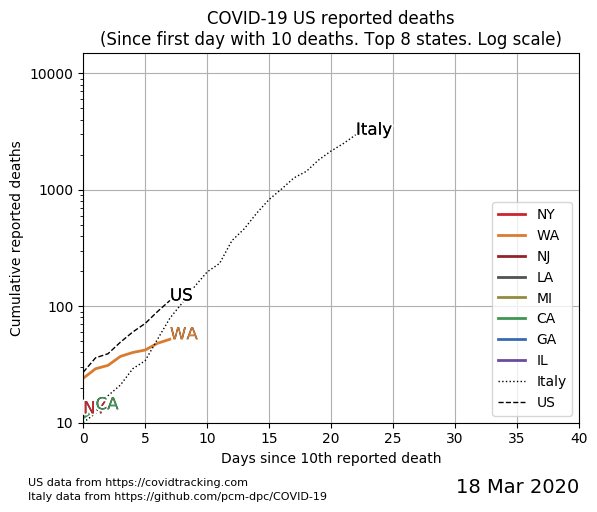 COVID-19 US reported deaths
(Since first day with 10 deaths. Top 8 states. Log scale)
Cumulative reported deaths
10000
1000
100
10
Italy
US
WA
CA
NY
WA
NJ
LA
MI
CA
GA
IL
Italy
US
0
5
10
15
20
25
30
35
40
Days since 10th reported death
US data from https://covidtracking.com
Italy data from https://github.com/pcm-dpc/COVID-19
18 Mar 2020